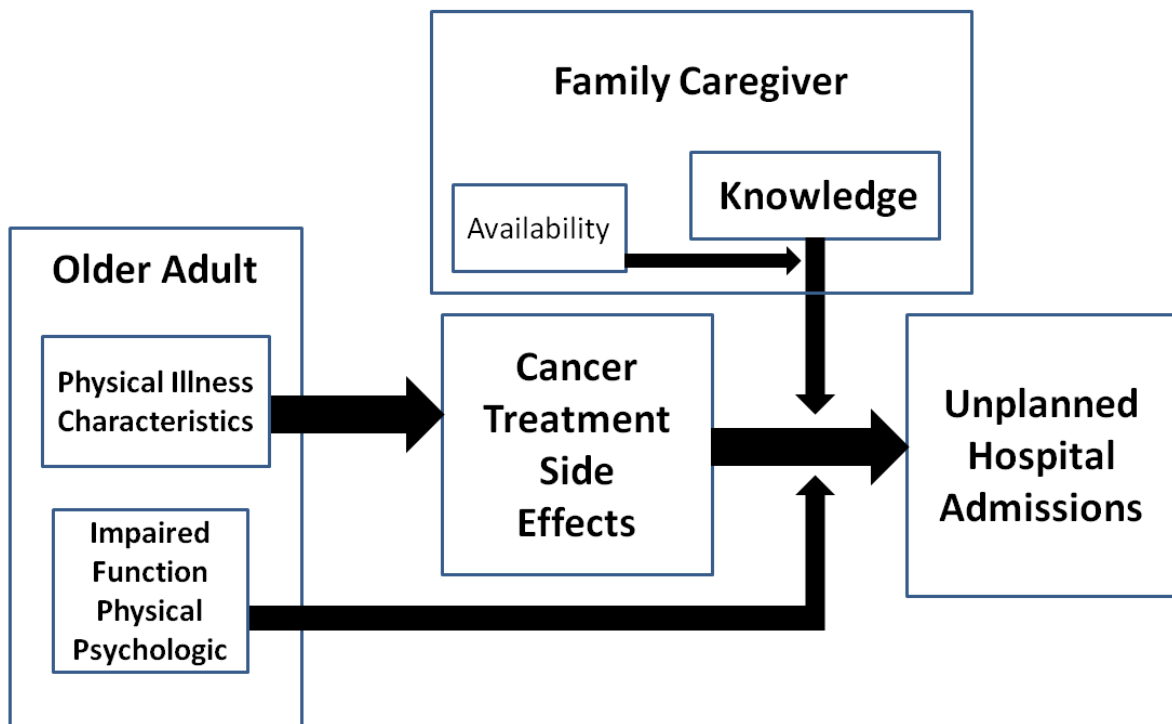 Family Caregiver
Knowledge
Availability
Older Adult
Physical Illness
Characteristics
Impaired
Function
Physical
Psychologic
Cancer
Treatment
Side
Effects
Unplanned
Hospital
Admissions